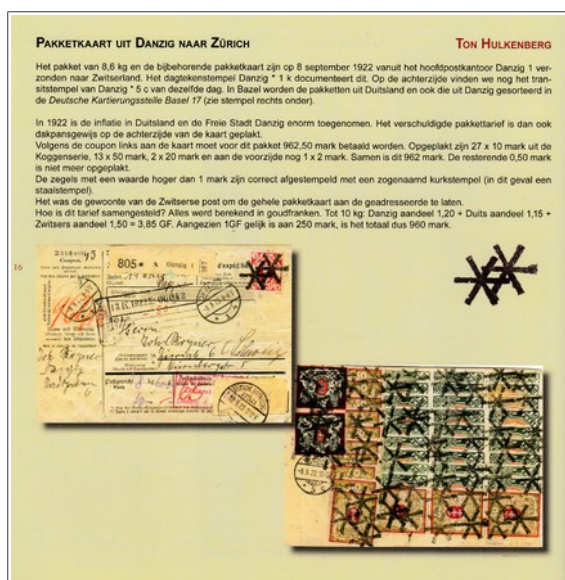 PAKKETKAART UIT DANZIG NAAR ZÜRICH
TON HULKENBERG
Het pakket van 8,6 kg en de bijbehorende pakketkaart zijn op 8 september 1922 vanuit het hoofdpostkantoor Danzig 1 ver-
zonden naar Zwitserland. Het dagtekenstempel Danzig * 1 k documenteert dit. Op de achterzijde vinden we nog het tran-
sitstempel van Danzig * 5 c van dezelfde dag. In Bazel worden de pakketten uit Duitsland en ook die uit Danzig gesorteerd in
de Deutsche Kartierungsstelle Basel 17 (zie stempel rechts onder).
In 1922 is de inflatie in Duitsland en de Freie Stadt Danzig enorm toegenomen. Het verschuldigde pakkettarief is dan ook
dakpansgewijs op de achterzijde van de kaart geplakt.
Volgens de coupon links aan de kaart moet voor dit pakket 962,50 mark betaald worden. Opgeplakt zijn 27 x 10 mark uit de
Koggenserie, 13 x 50 mark, 2 x 20 mark en aan de voorzijde nog 1 x 2 mark. Samen is dit 962 mark. De resterende 0,50 mark
is niet meer opgeplakt.
De zegels met een waarde hoger dan 1 mark zijn correct afgestempeld met een zogenaamd kurkstempel (in dit geval een
staalstempel).
Het was de gewoonte van de Zwitserse post om de gehele pakketkaart aan de geadresseerde te laten.
Hoe is dit tarief samengesteld? Alles werd berekend in goudfranken. Tot 10 kg: Danzig aandeel 1,20 + Duits aandeel 1,15 +
Zwitsers aandeel 1,50 = 3,85 GF. Aangezien 1GF gelijk is aan 250 mark, is het totaal dus 960 mark.
16
Abschnitt
Coupon.
805
Danzig 1